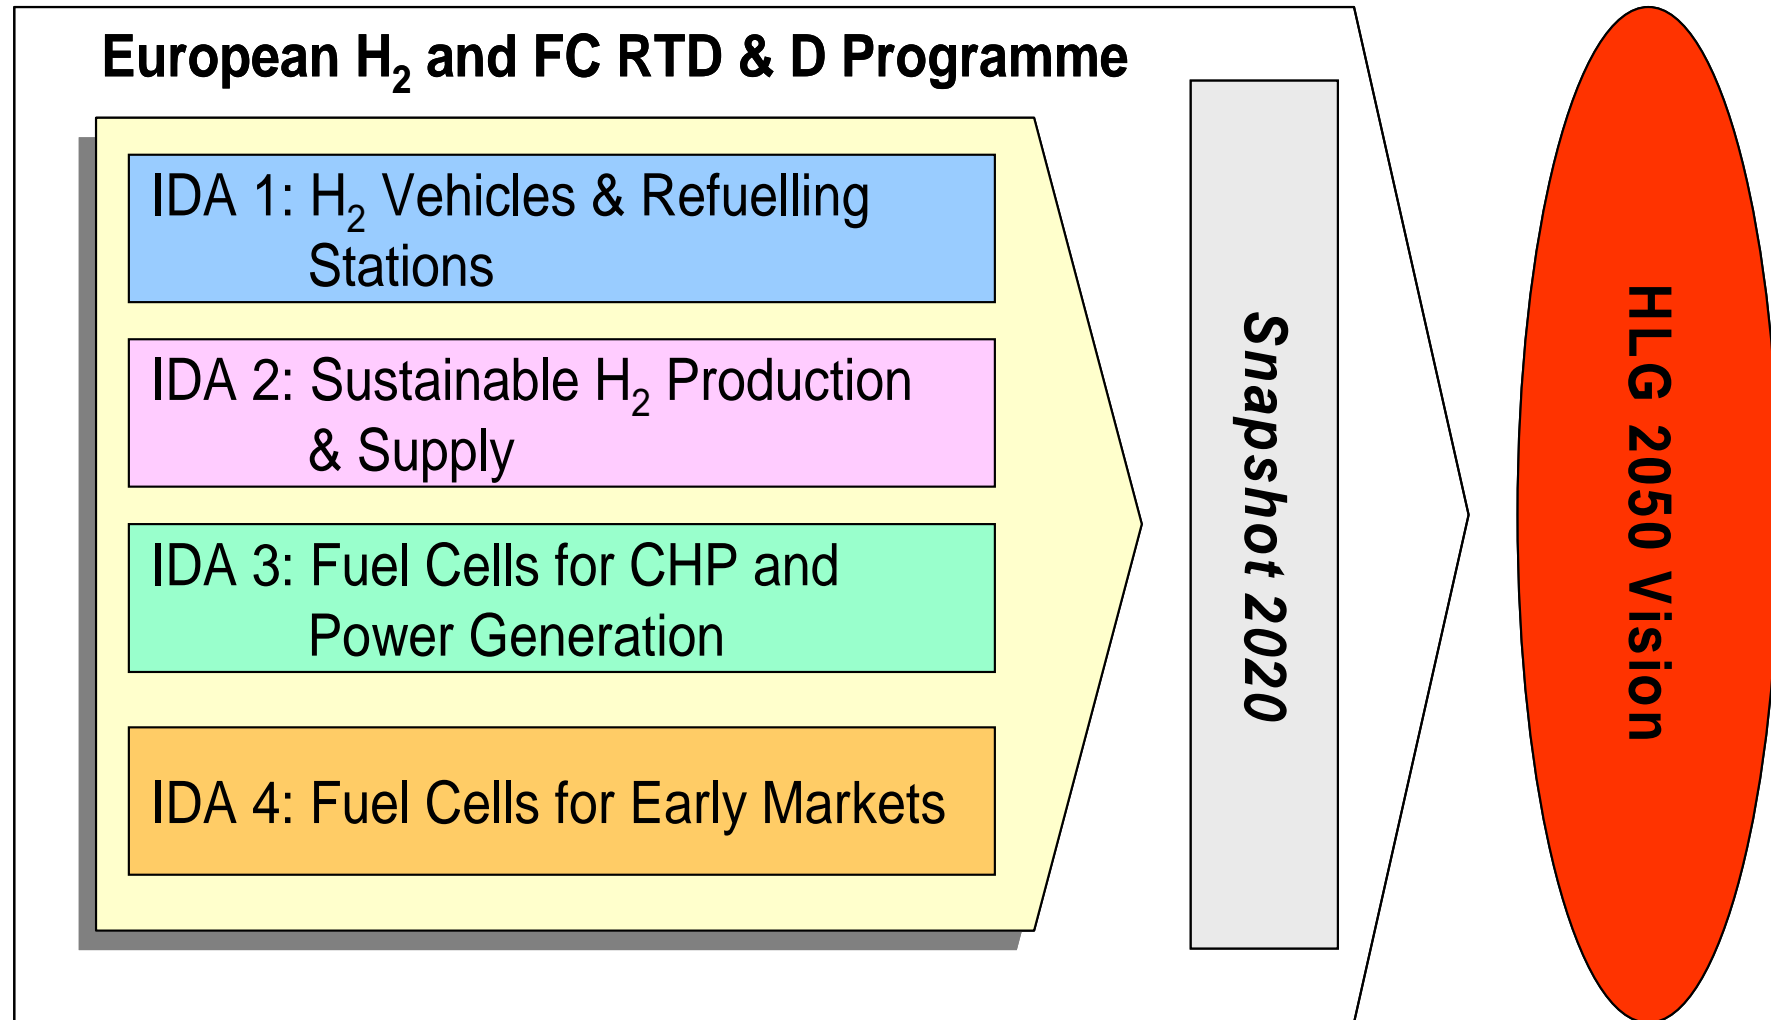 European H₂ and FC RTD & D Programme
IDA 1: H₂ Vehicles & Refuelling
Stations
IDA 2: Sustainable H₂ Production
& Supply
IDA 3: Fuel Cells for CHP and
Power Generation
IDA 4: Fuel Cells for Early Markets
Snapshot 2020
HLG 2050 Vision